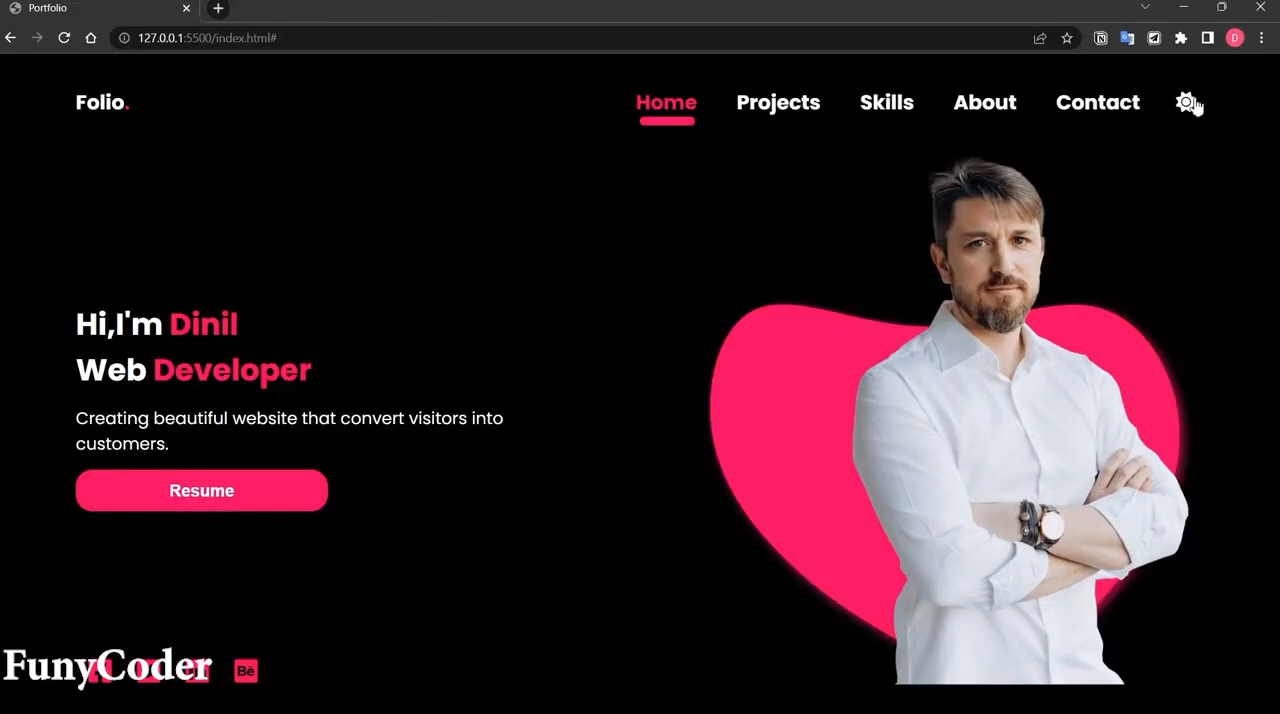 Portfolio
127.0.0.1:5500/index.html#
D
Folio.
Home
Projects
Skills
About
Contact
Hi,I'm Dinil
Web Developer
Creating beautiful website that convert visitors into
customers.
Resume
FunyCoder
Bē